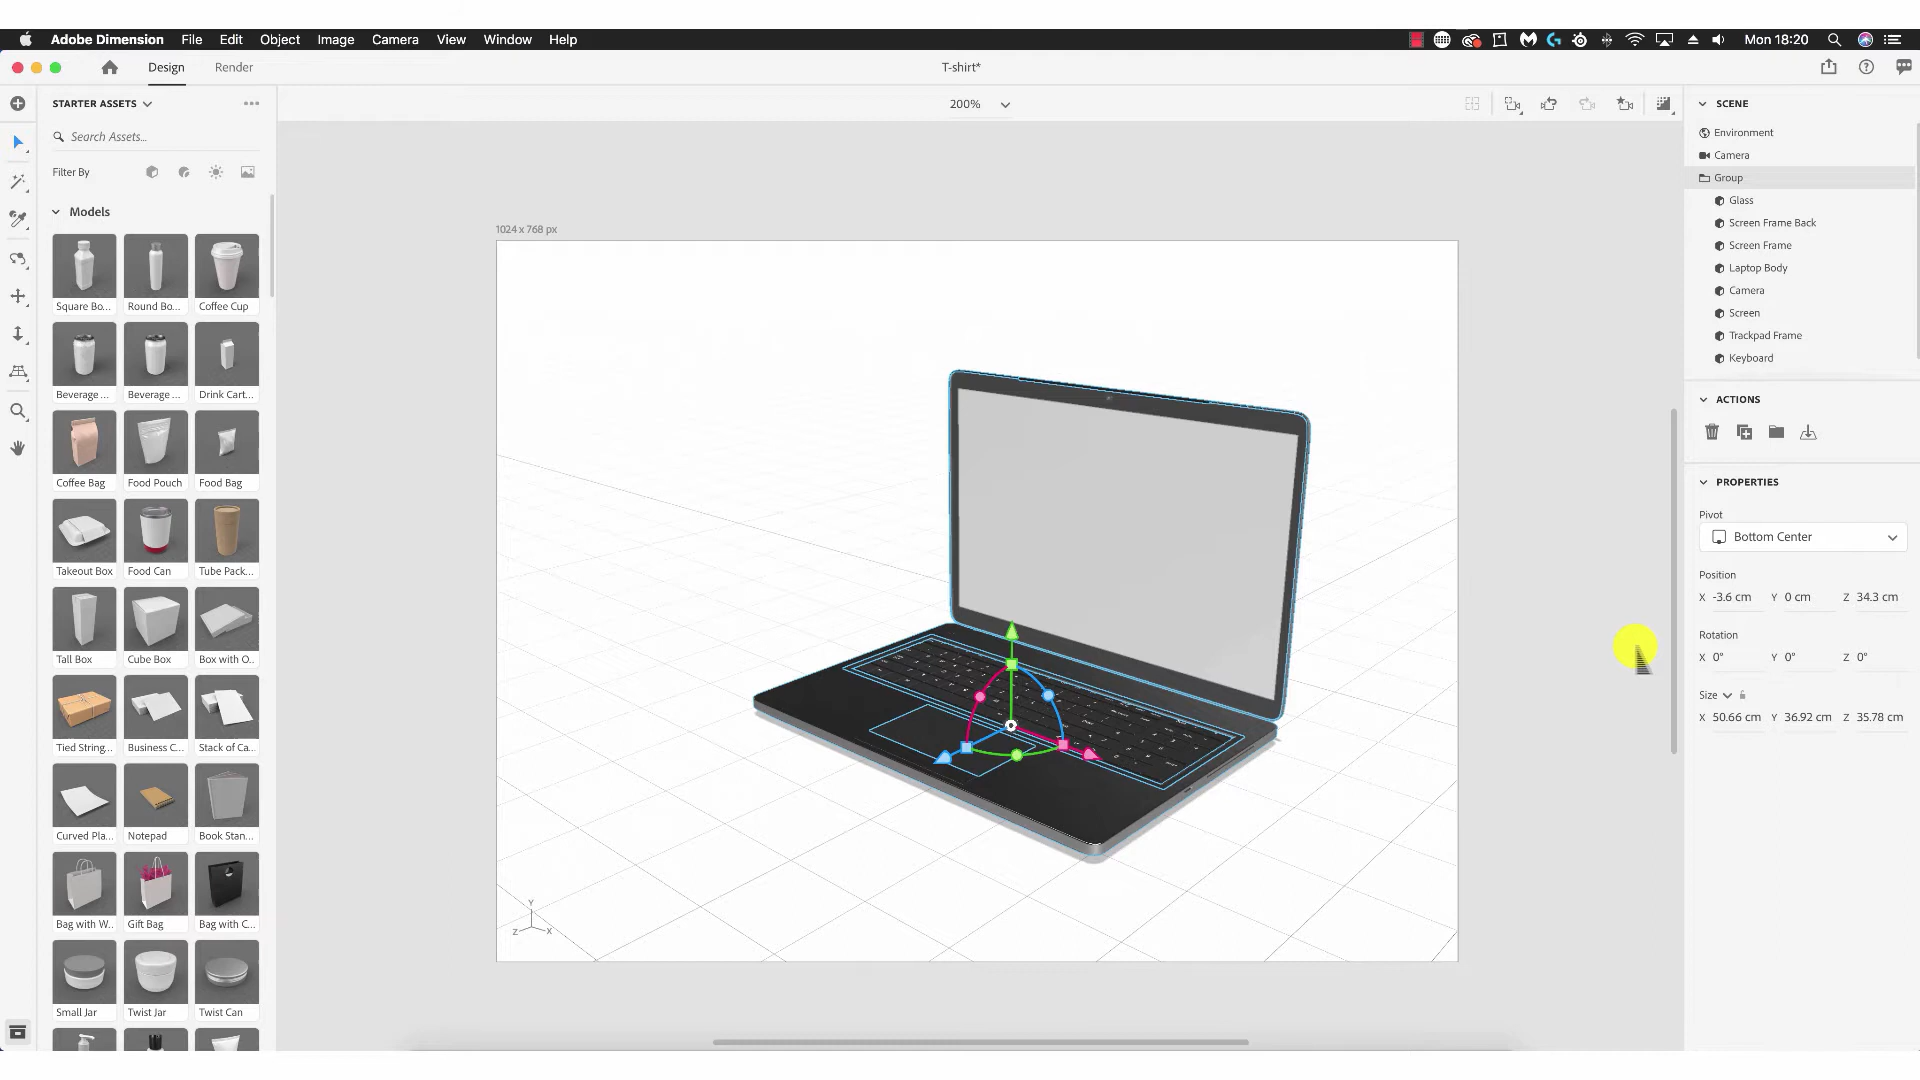 Adobe Dimension File Edit Object Image Camera View Window Help Mon 18:20
Design Render T-shirt*
STARTER ASSETS
200%
Search Assets...
Filter By
Models
Square Bo... Round Bo... Coffee Cup
Beverage ... Beverage ... Drink Cart...
Coffee Bag Food Pouch Food Bag
Takeout Box Food Can Tube Pack...
Tall Box Cube Box Box with O...
Tied String... Business C... Stack of Ca...
Curved Pla... Notepad Book Stan...
Bag with W... Gift Bag Bag with C...
Small Jar Twist Jar Twist Can
1024 x 768 px
Y
Z X
SCENE
Environment
Camera
Group
Glass
Screen Frame Back
Screen Frame
Laptop Body
Camera
Screen
Trackpad Frame
Keyboard
ACTIONS
PROPERTIES
Pivot
Bottom Center
Position
X -3.6 cm Y 0 cm Z 34.3 cm
Rotation
X 0° Y 0° Z 0°
Size
X 50.66 cm Y 36.92 cm Z 35.78 cm